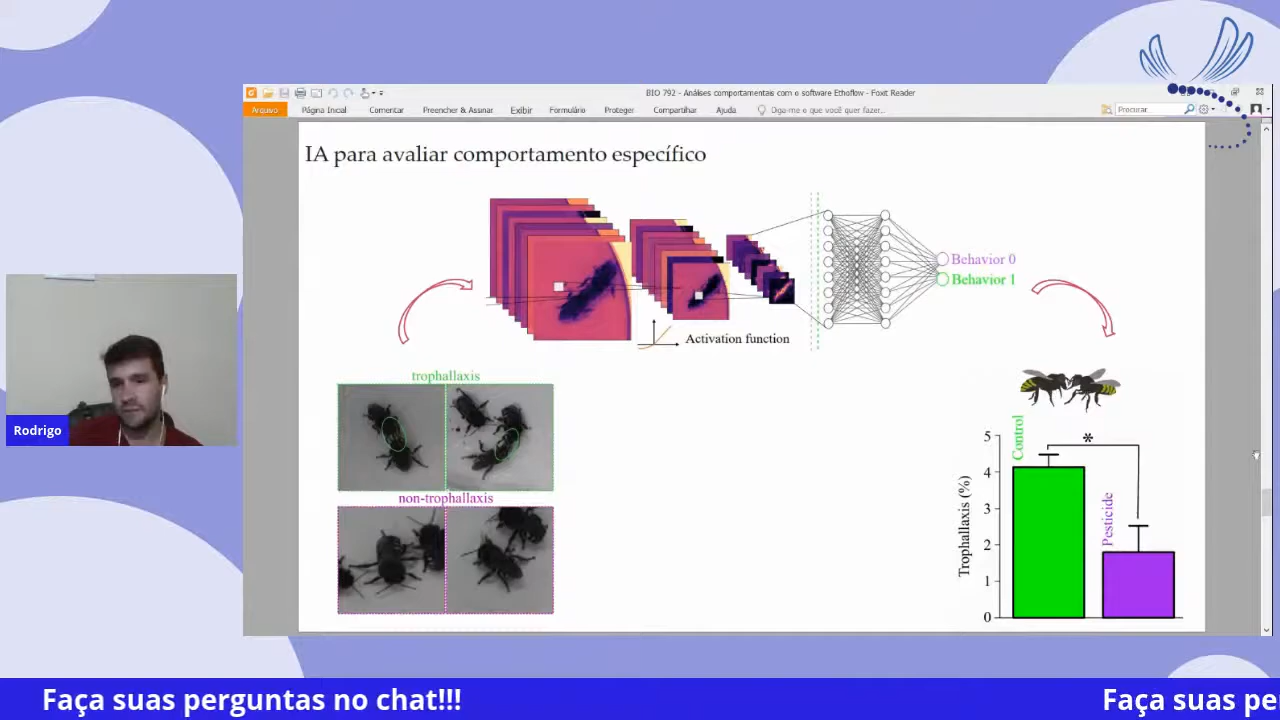 BIO 792 - Análises comportamentais com o software Ethoflow - Foxit Reader
Arquivo
Página Inicial
Comentar
Preencher & Assinar
Exibir
Formulário
Proteger
Compartilhar
Ajuda
Diga-me o que você quer fazer...
Procurar
IA para avaliar comportamento específico
Behavior 0
Behavior 1
Activation function
trophallaxis
non-trophallaxis
Control
*
Pesticide
Trophallaxis (%)
5
4
3
2
1
0
Rodrigo
Faça suas perguntas no chat!!!
Faça suas pe